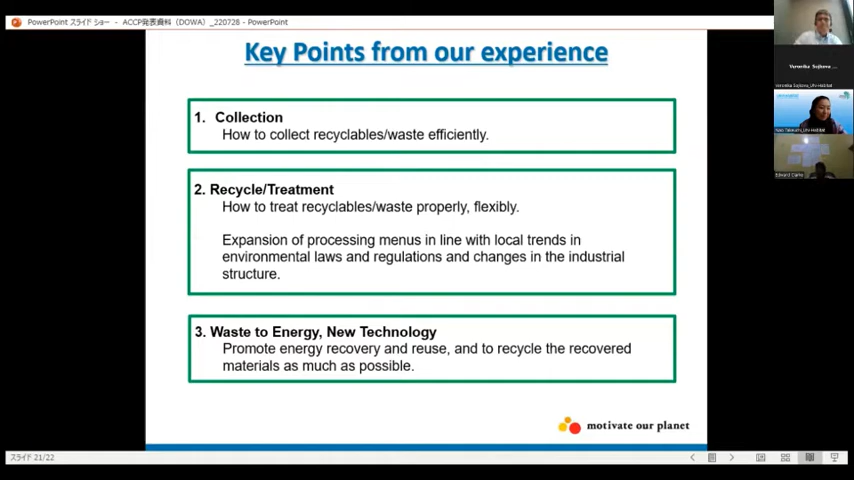 PowerPoint スライド ショー - ACCP発表資料（DOWA）_220728 - PowerPoint
Key Points from our experience
1. Collection
How to collect recyclables/waste efficiently.
2. Recycle/Treatment
How to treat recyclables/waste properly, flexibly.
Expansion of processing menus in line with local trends in
environmental laws and regulations and changes in the industrial
structure.
3. Waste to Energy, New Technology
Promote energy recovery and reuse, and to recycle the recovered
materials as much as possible.
motivate our planet
スライド 21/22
Edward Clarke